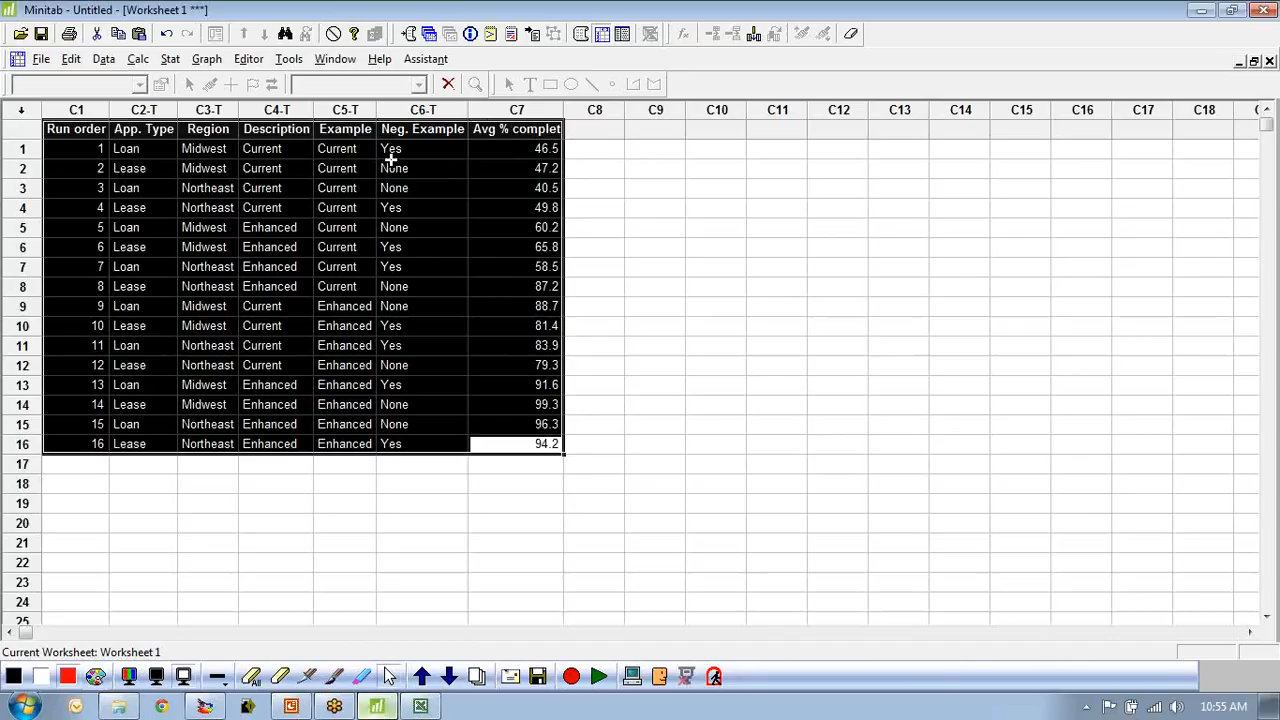 Minitab - Untitled - [Worksheet 1 ***]
File Edit Data Calc Stat Graph Editor Tools Window Help Assistant
C1 C2-T C3-T C4-T C5-T C6-T C7 C8 C9 C10 C11 C12 C13 C14 C15 C16 C17 C18
Run order App. Type Region Description Example Neg. Example Avg % complet
1 1 Loan Midwest Current Current Yes 46.5
2 2 Lease Midwest Current Current None 47.2
3 3 Loan Northeast Current Current None 40.5
4 4 Lease Northeast Current Current Yes 49.8
5 5 Loan Midwest Enhanced Current None 60.2
6 6 Lease Midwest Enhanced Current Yes 65.8
7 7 Loan Northeast Enhanced Current Yes 58.5
8 8 Lease Northeast Enhanced Current None 87.2
9 9 Loan Midwest Current Enhanced None 88.7
10 10 Lease Midwest Current Enhanced Yes 81.4
11 11 Loan Northeast Current Enhanced Yes 83.9
12 12 Lease Northeast Current Enhanced None 79.3
13 13 Loan Midwest Enhanced Enhanced Yes 91.6
14 14 Lease Midwest Enhanced Enhanced None 99.3
15 15 Loan Northeast Enhanced Enhanced None 96.3
16 16 Lease Northeast Enhanced Enhanced Yes 94.2
17
18
19
20
21
22
23
24
25
Current Worksheet: Worksheet 1
All
10:55 AM